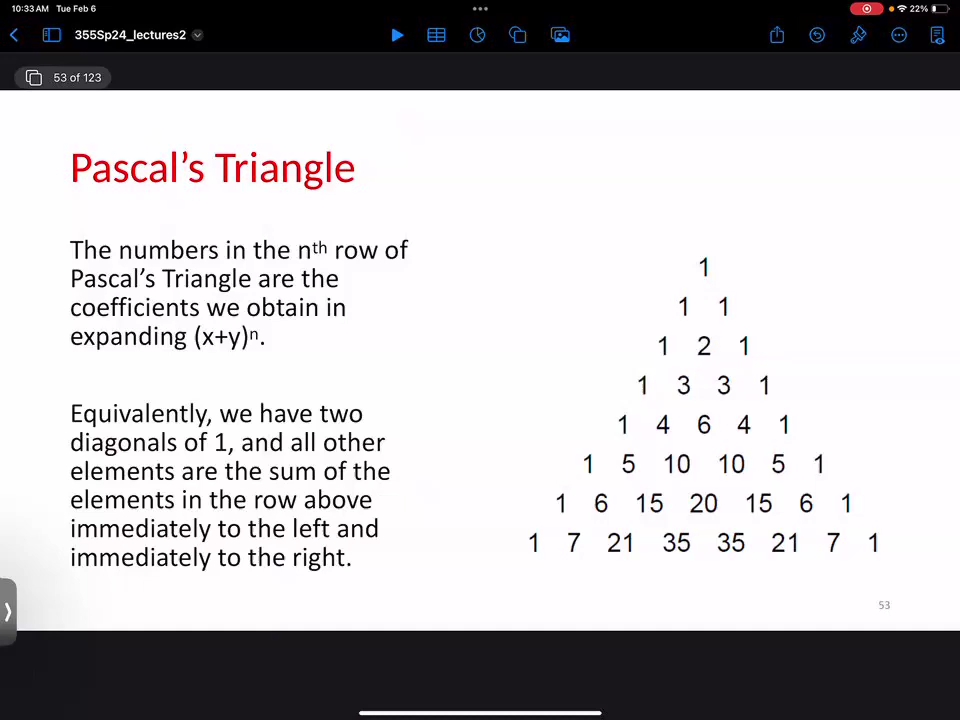 10:33 AM Tue Feb 6
22%
355Sp24_lectures2
53 of 123
Pascal's Triangle
The numbers in the nth row of
Pascal's Triangle are the
coefficients we obtain in
expanding (x+y)n.
Equivalently, we have two
diagonals of 1, and all other
elements are the sum of the
elements in the row above
immediately to the left and
immediately to the right.
1
1 1
1 2 1
1 3 3 1
1 4 6 4 1
1 5 10 10 5 1
1 6 15 20 15 6 1
1 7 21 35 35 21 7 1
53